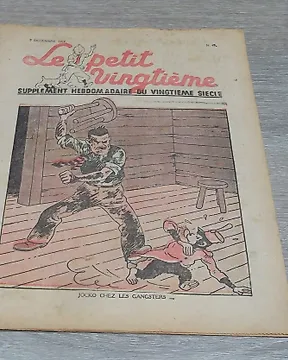 Le petit
vingtième
SUPPLEMENT HEBDOMADAIRE DU VINGTIEME SIECLE
JOCKO CHEZ LES GANGSTERS ...